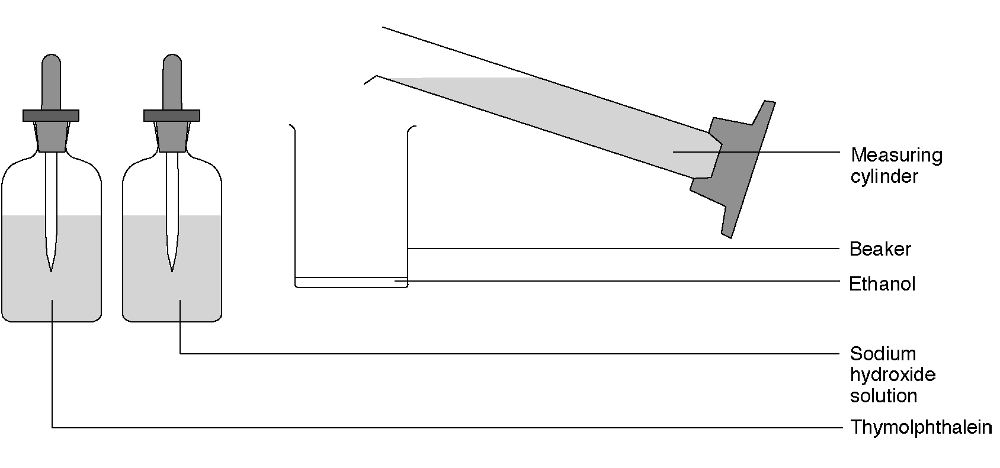 Measuring
cylinder
Beaker
Ethanol
Sodium
hydroxide
solution
Thymolphthalein